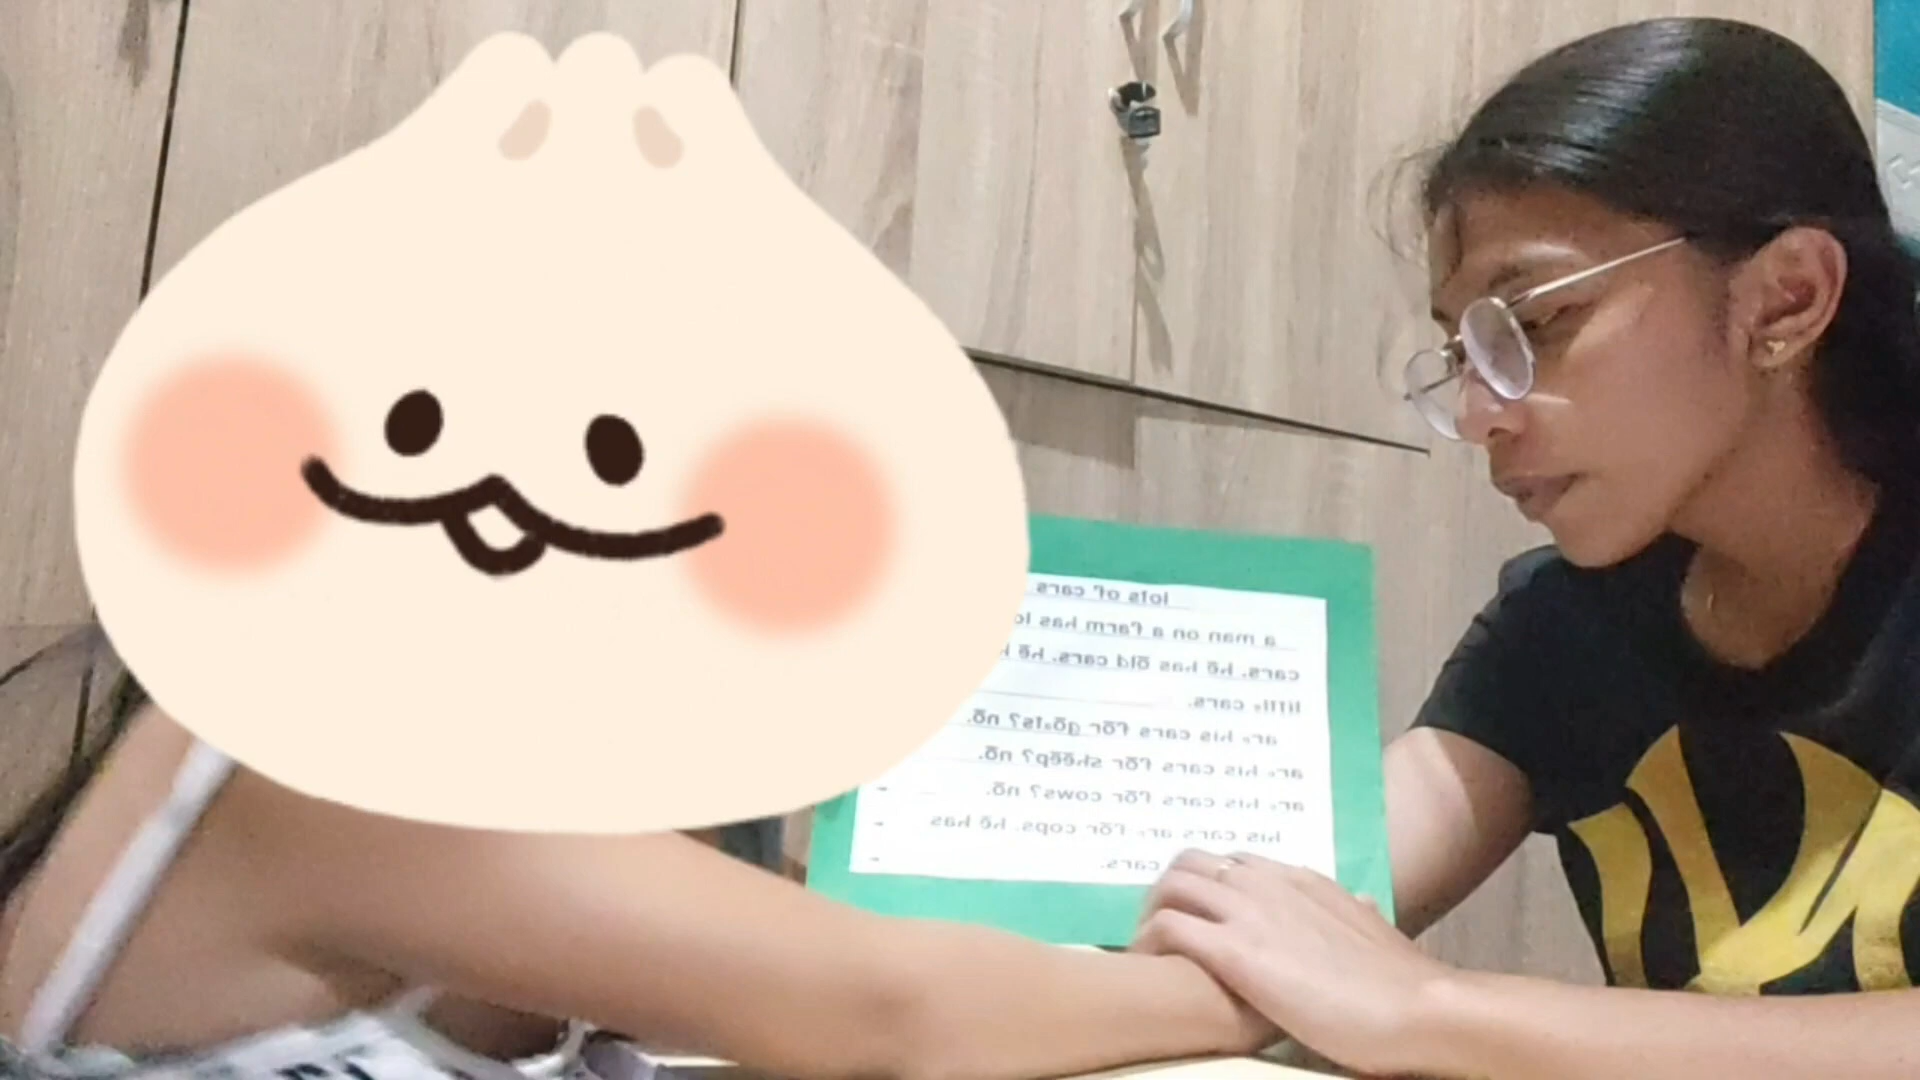 lots of cars
a man on a farm has
cars. hē has ōld cars. hē
little cars.
are his cars fōr gōats? nō.
are his cars fōr shēēp? nō.
are his cars fōr cows? nō.
his cars are fōr cops. hē has
cars.